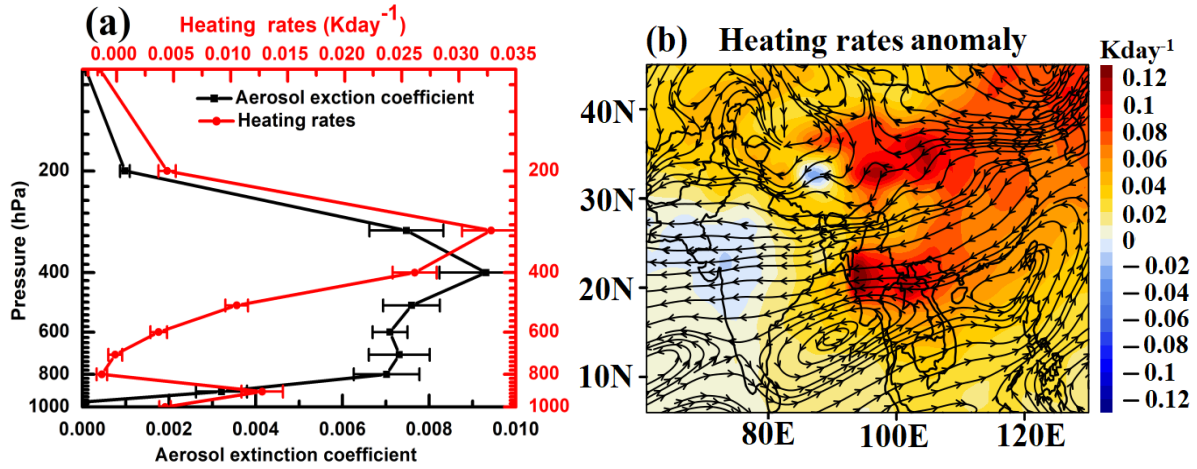 (a)
Heating rates (Kday-1)
0.000 0.005 0.010 0.015 0.020 0.025 0.030 0.035
Aerosol exction coefficient
Heating rates
Pressure (hPa)
200
400
600
800
1000
200
400
600
800
1000
0.000 0.002 0.004 0.006 0.008 0.010
Aerosol extinction coefficient
(b) Heating rates anomaly
Kday-1
40N
30N
20N
10N
80E 100E 120E
0.12
0.1
0.08
0.06
0.04
0.02
0
– 0.02
– 0.04
– 0.06
– 0.08
– 0.1
– 0.12